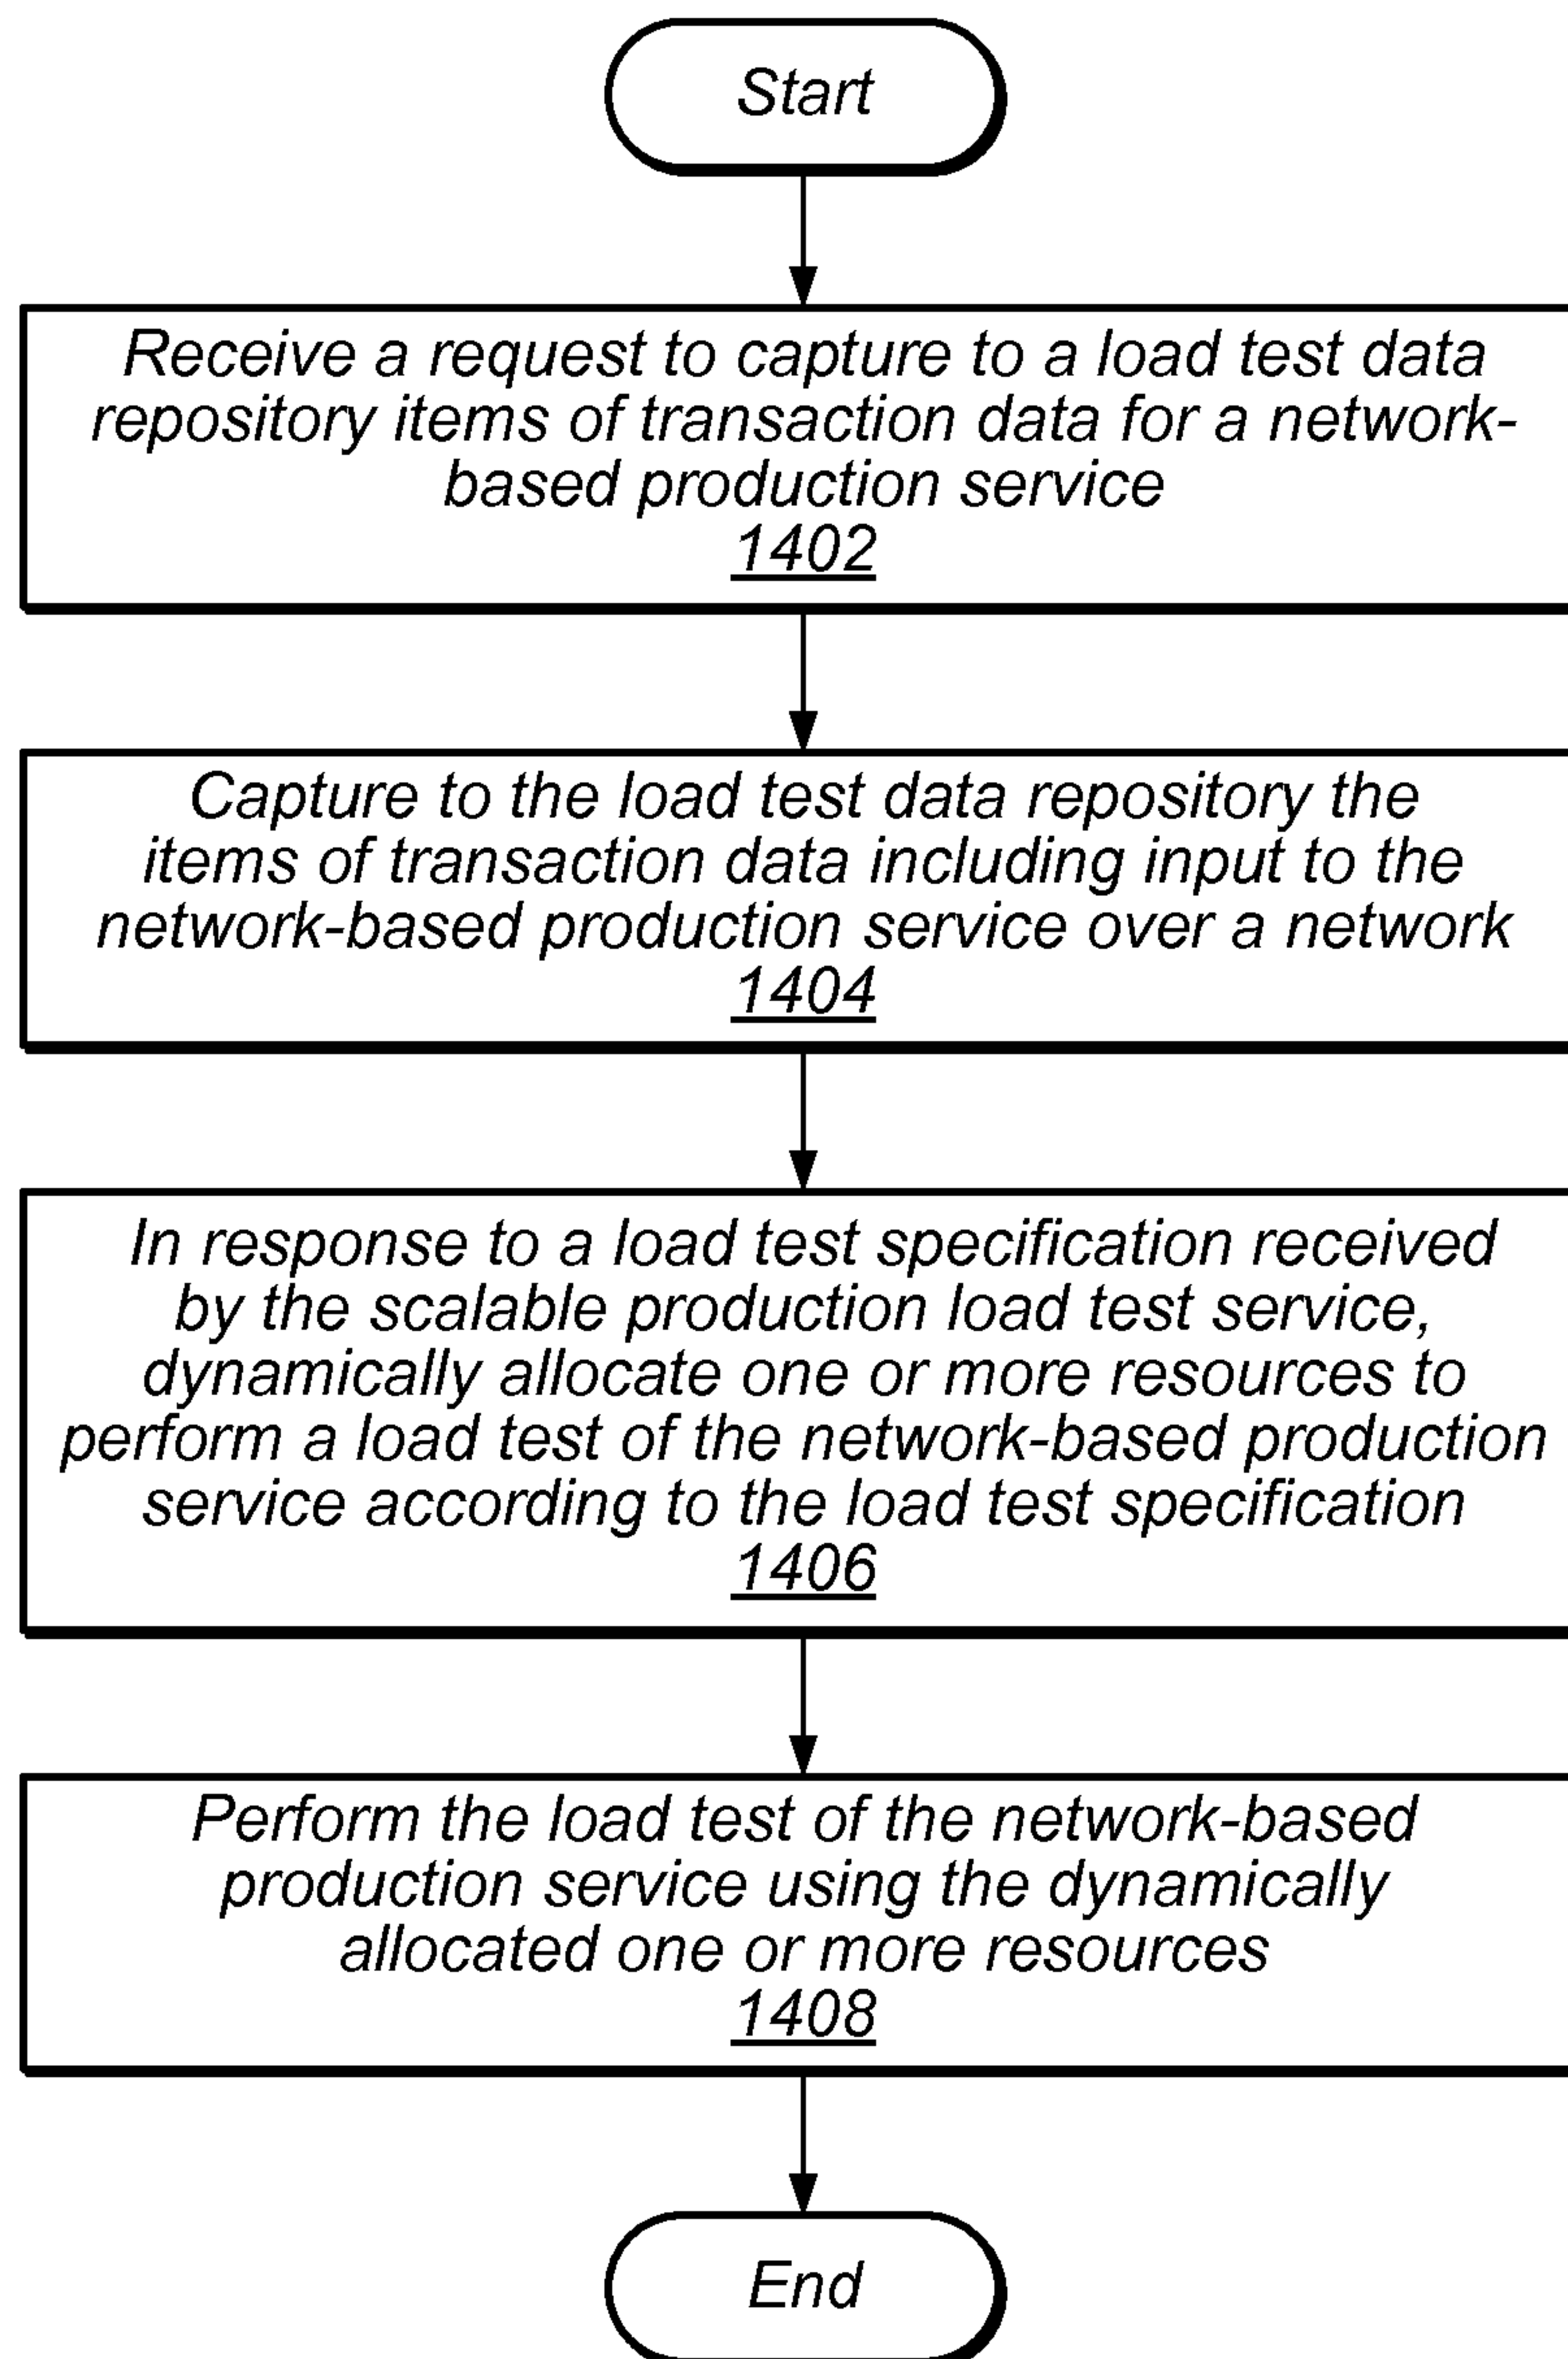 Start
Receive a request to capture to a load test data
repository items of transaction data for a network-
based production service
1402
Capture to the load test data repository the
items of transaction data including input to the
network-based production service over a network
1404
In response to a load test specification received
by the scalable production load test service,
dynamically allocate one or more resources to
perform a load test of the network-based production
service according to the load test specification
1406
Perform the load test of the network-based
production service using the dynamically
allocated one or more resources
1408
End